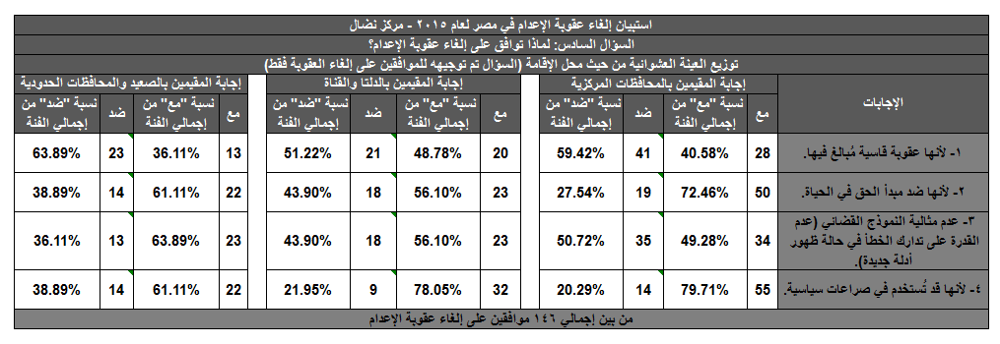 استبيان إلغاء عقوبة الإعدام في مصر لعام ٢٠١٥ - مركز نضال
السؤال السادس: لماذا توافق على إلغاء عقوبة الإعدام؟
توزيع العينة العشوائية من حيث محل الإقامة (السؤال تم توجيهه للموافقين على إلغاء العقوبة فقط)
الإجابات إجابة المقيمين بالمحافظات المركزية إجابة المقيمين بالدلتا والقناة إجابة المقيمين بالصعيد والمحافظات الحدودية
مع نسبة "مع" من إجمالي الفئة ضد نسبة "ضد" من إجمالي الفئة مع نسبة "مع" من إجمالي الفئة ضد نسبة "ضد" من إجمالي الفئة مع نسبة "مع" من إجمالي الفئة ضد نسبة "ضد" من إجمالي الفئة
١- لأنها عقوبة قاسية مُبالغ فيها. 28 40.58% 41 59.42% 20 48.78% 21 51.22% 13 36.11% 23 63.89%
٢- لأنها ضد مبدأ الحق في الحياة. 50 72.46% 19 27.54% 23 56.10% 18 43.90% 22 61.11% 14 38.89%
٣- عدم مثالية النموذج القضائي (عدم
القدرة على تدارك الخطأ في حالة ظهور
أدلة جديدة). 34 49.28% 35 50.72% 23 56.10% 18 43.90% 23 63.89% 13 36.11%
٤- لأنها قد تُستخدم في صراعات سياسية. 55 79.71% 14 20.29% 32 78.05% 9 21.95% 22 61.11% 14 38.89%
من بين إجمالي ١٤٦ موافقين على إلغاء عقوبة الإعدام